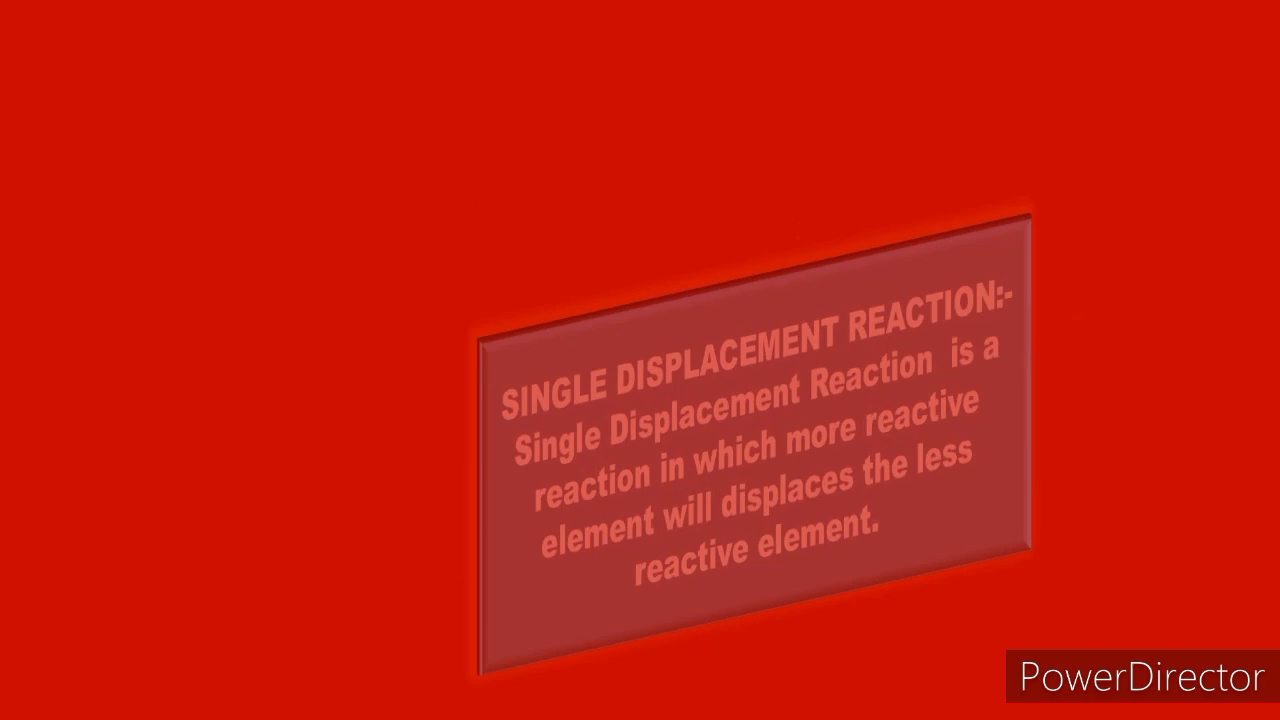 SINGLE DISPLACEMENT REACTION:-
Single Displacement Reaction  is a
reaction in which more reactive
element will displaces the less
reactive element.
PowerDirector